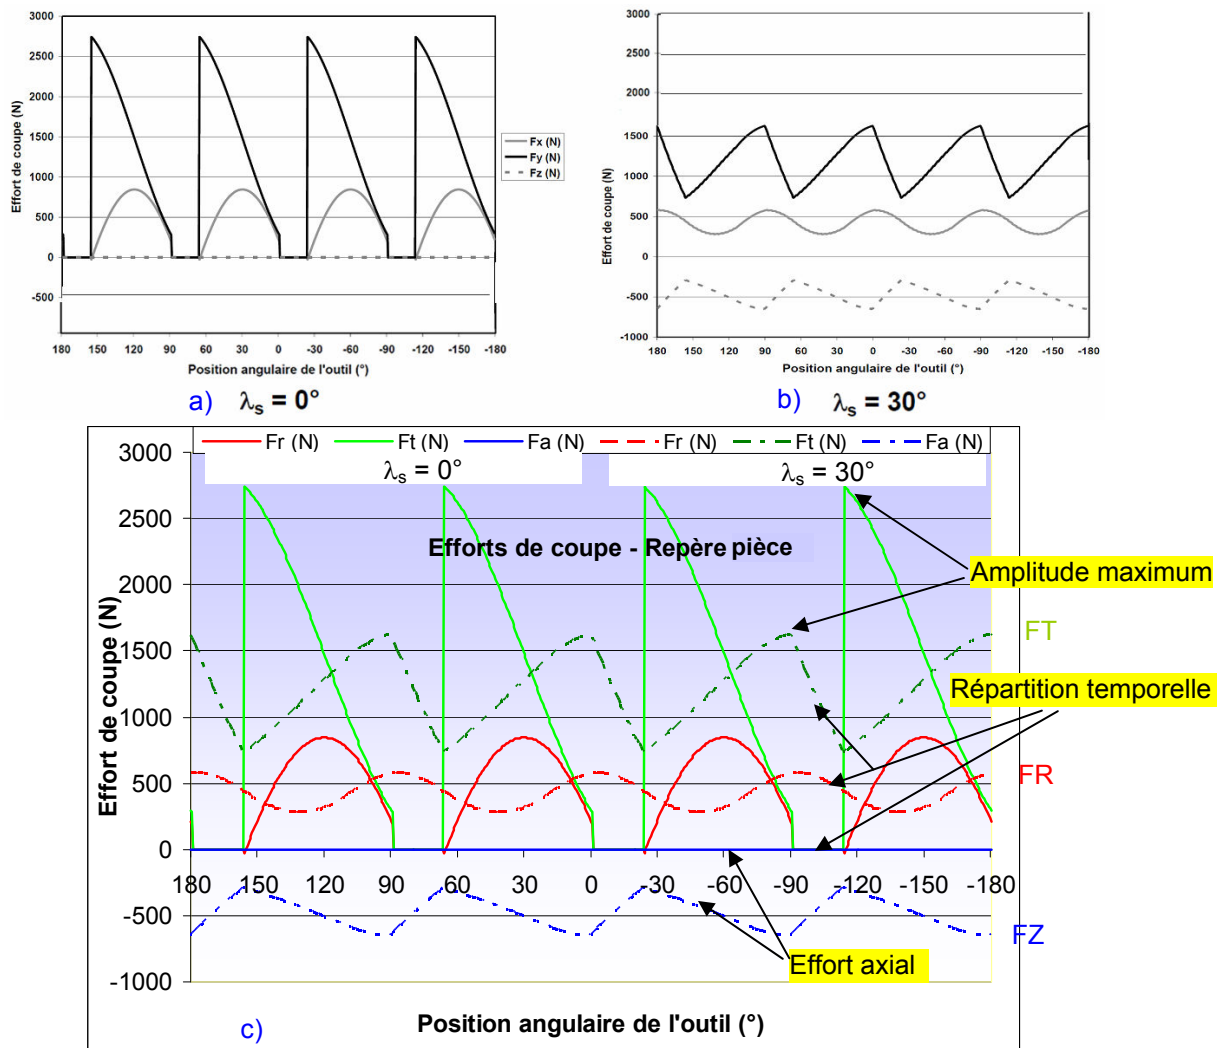 3000
2500
2000
1500
1000
500
0
-500
Effort de coupe (N)
180 150 120 90 60 30 0 -30 -60 -90 -120 -150 -180
Position angulaire de l'outil (°)
Fx (N)
Fy (N)
Fz (N)
a) λs = 0°
3000
2500
2000
1500
1000
500
0
-500
-1000
Effort de coupe (N)
180 150 120 90 60 30 0 -30 -60 -90 -120 -150 -180
Position angulaire de l'outil (°)
b) λs = 30°
Fr (N) Ft (N) Fa (N) Fr (N) Ft (N) Fa (N)
λs = 0° λs = 30°
Efforts de coupe - Repère pièce
3000
2500
2000
1500
1000
500
0
-500
-1000
Effort de coupe (N)
180 150 120 90 60 30 0 -30 -60 -90 -120 -150 -180
Amplitude maximum
FT
Répartition temporelle
FR
FZ
Effort axial
c) Position angulaire de l'outil (°)